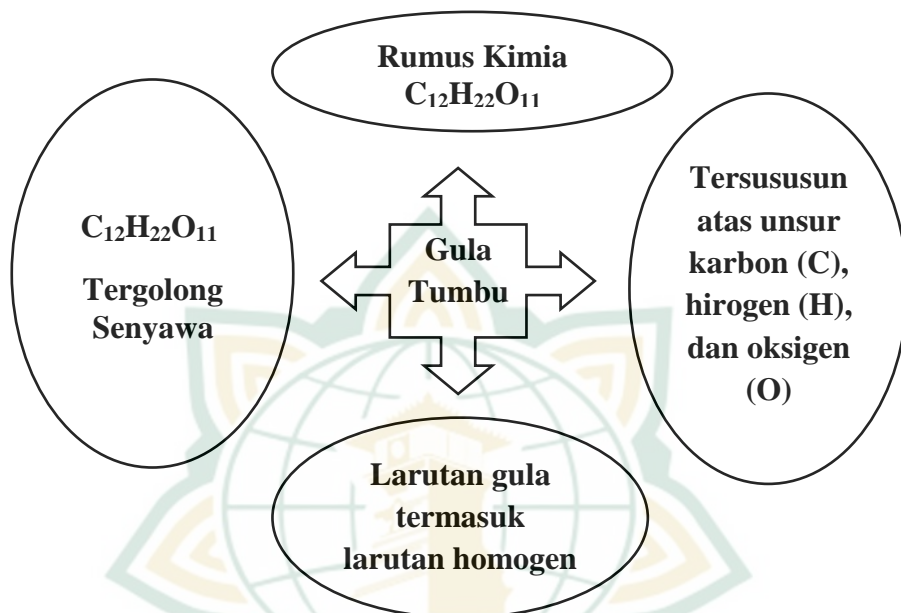 Rumus Kimia
C₁₂H₂₂O₁₁
C₁₂H₂₂O₁₁
Tergolong
Senyawa
Gula
Tumbu
Tersususun
atas unsur
karbon (C),
hirogen (H),
dan oksigen
(O)
Larutan gula
termasuk
larutan homogen